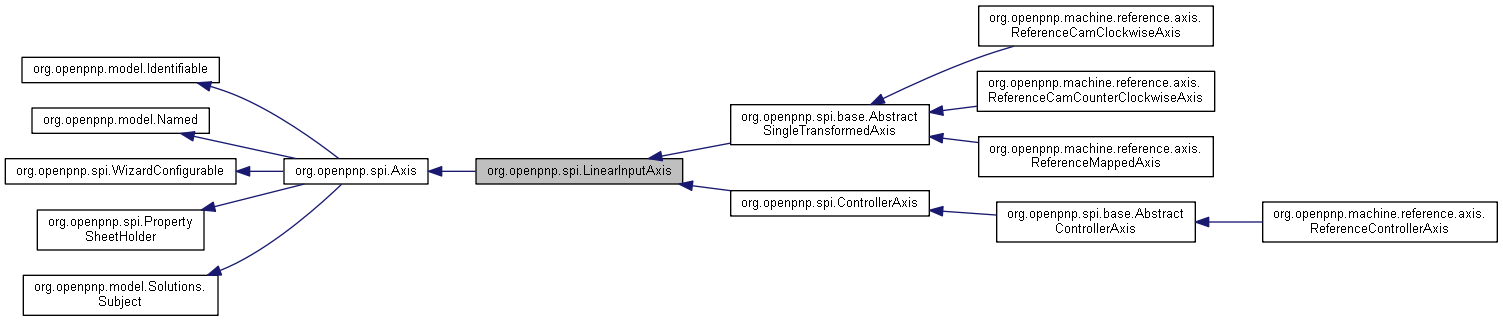 org.openpnp.model.Identifiable
org.openpnp.model.Named
org.openpnp.spi.WizardConfigurable
org.openpnp.spi.Property
SheetHolder
org.openpnp.model.Solutions.
Subject
org.openpnp.spi.Axis
org.openpnp.spi.LinearInputAxis
org.openpnp.spi.base.Abstract
SingleTransformedAxis
org.openpnp.spi.ControllerAxis
org.openpnp.machine.reference.axis.
ReferenceCamClockwiseAxis
org.openpnp.machine.reference.axis.
ReferenceCamCounterClockwiseAxis
org.openpnp.machine.reference.axis.
ReferenceMappedAxis
org.openpnp.spi.base.Abstract
ControllerAxis
org.openpnp.machine.reference.axis.
ReferenceControllerAxis